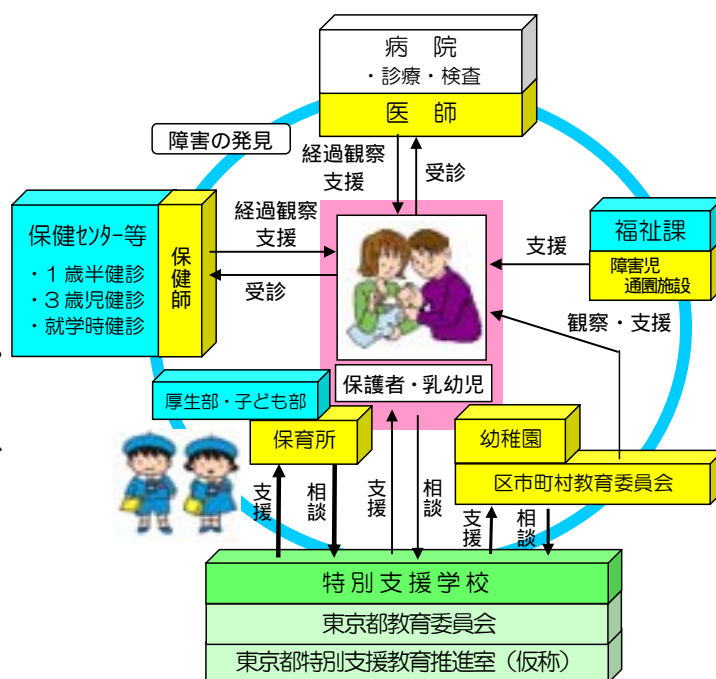 病 院
・診療・検査
医 師
障害の発見
経過観察
支援
受診
保健センター等
・１歳半健診
・３歳児健診
・就学時健診
保健師
経過観察
支援
受診
支援
福祉課
障害児
通園施設
観察・支援
保護者・乳幼児
厚生部・子ども部
保育所
幼稚園
区市町村教育委員会
支援
相談
支援
相談
支援
相談
特別支援学校
東京都教育委員会
東京都特別支援教育推進室（仮称）